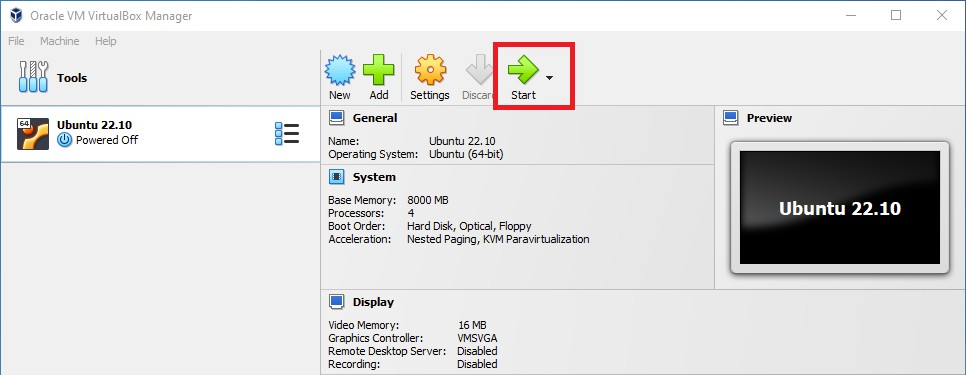 Oracle VM VirtualBox Manager
File Machine Help
Tools
New Add Settings Discard Start
64
Ubuntu 22.10
Powered Off
General
Name: Ubuntu 22.10
Operating System: Ubuntu (64-bit)
System
Base Memory: 8000 MB
Processors: 4
Boot Order: Hard Disk, Optical, Floppy
Acceleration: Nested Paging, KVM Paravirtualization
Preview
Ubuntu 22.10
Display
Video Memory: 16 MB
Graphics Controller: VMSVGA
Remote Desktop Server: Disabled
Recording: Disabled